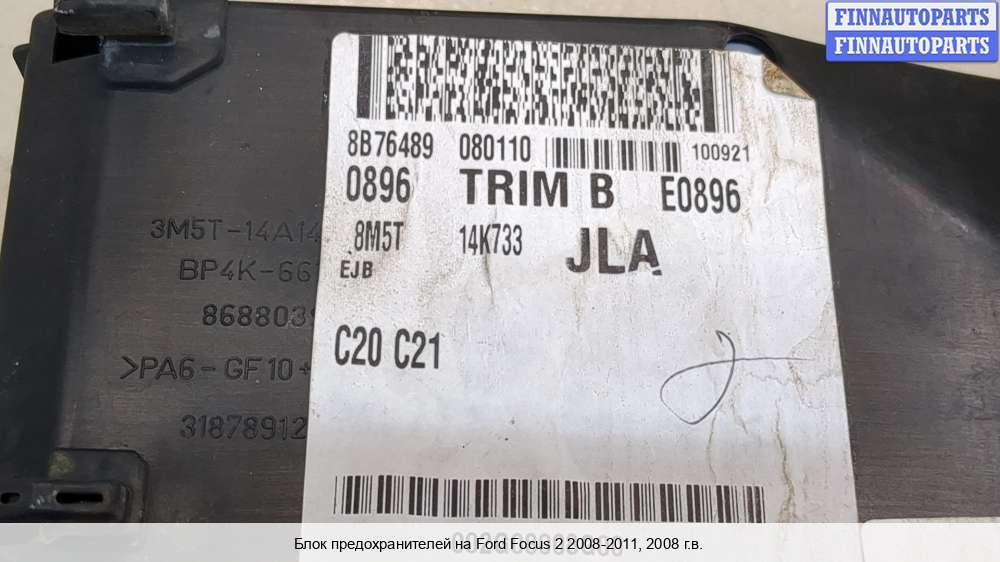 FINNAUTOPARTS
FINNAUTOPARTS
8B76489 080110 100921
0896 TRIM B E0896
8M5T 14K733 JLA
EJB
C20 C21
3M5T-14A14
BP4K-66
868803
>PA6-GF10+
31878912
Блок предохранителей на Ford Focus 2 2008-2011, 2008 г.в.